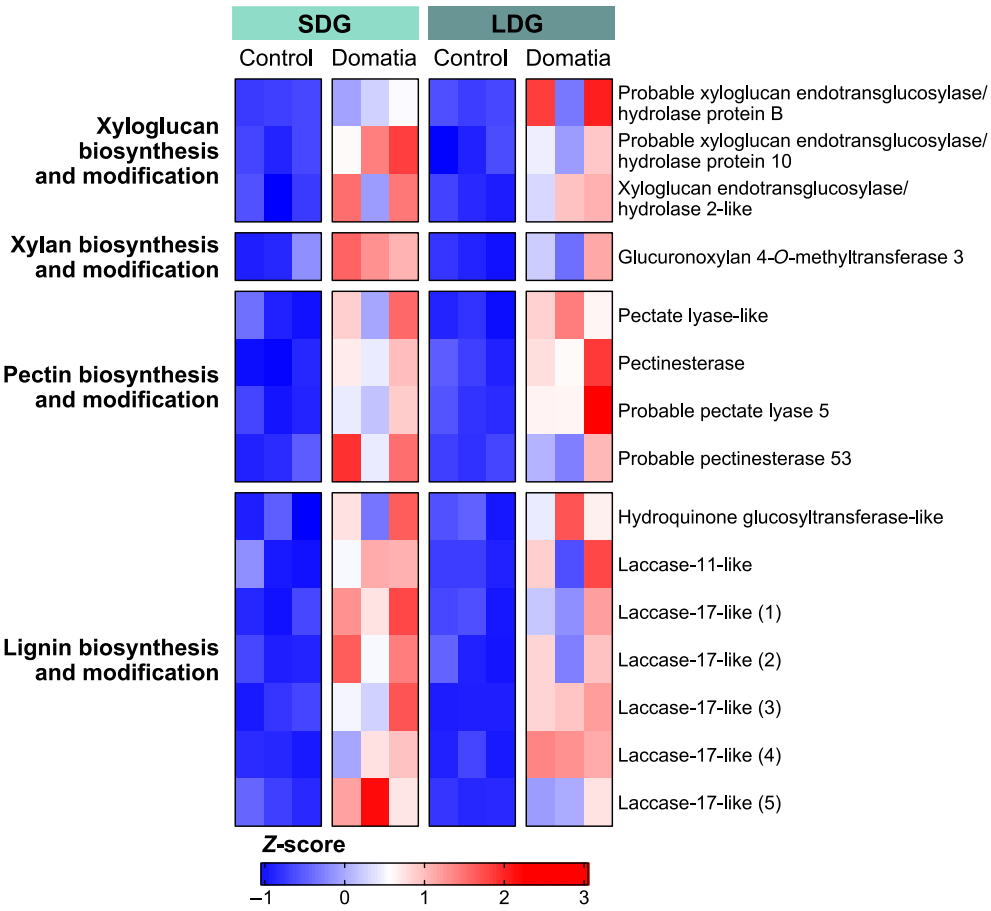 SDG LDG
Control Domatia Control Domatia
Xyloglucan
biosynthesis
and modification
Probable xyloglucan endotransglucosylase/
hydrolase protein B
Probable xyloglucan endotransglucosylase/
hydrolase protein 10
Xyloglucan endotransglucosylase/
hydrolase 2-like
Xylan biosynthesis
and modification
Glucuronoxylan 4-O-methyltransferase 3
Pectin biosynthesis
and modification
Pectate lyase-like
Pectinesterase
Probable pectate lyase 5
Probable pectinesterase 53
Lignin biosynthesis
and modification
Hydroquinone glucosyltransferase-like
Laccase-11-like
Laccase-17-like (1)
Laccase-17-like (2)
Laccase-17-like (3)
Laccase-17-like (4)
Laccase-17-like (5)
Z-score
–1 0 1 2 3